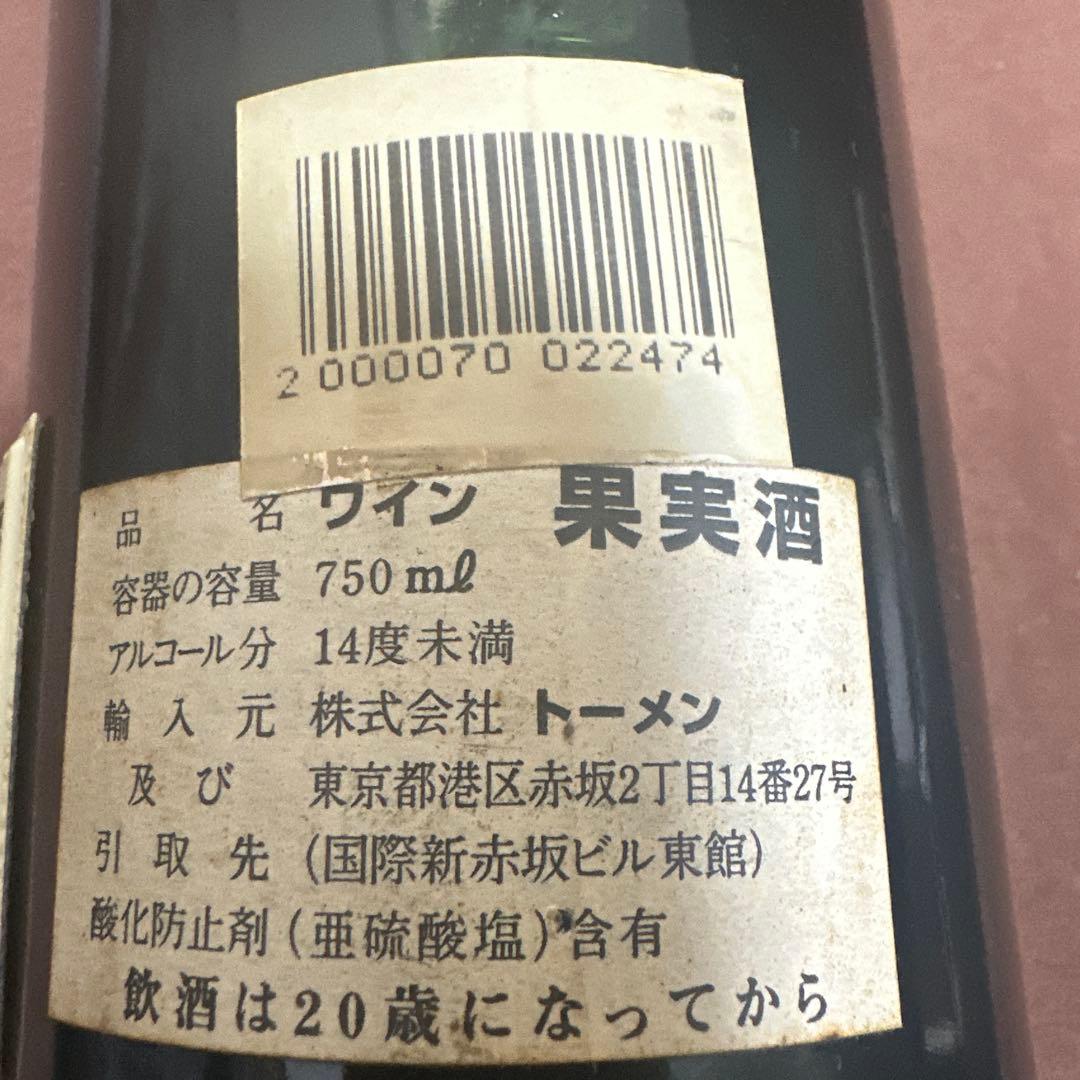 2 000070 022474
品名 ワイン 果実酒
容器の容量 750 mℓ
アルコール分 14度未満
輸入元 株式会社 トーメン
及び 東京都港区赤坂2丁目14番27号
引取先 (国際新赤坂ビル東館)
酸化防止剤(亜硫酸塩)含有
飲酒は20歳になってから